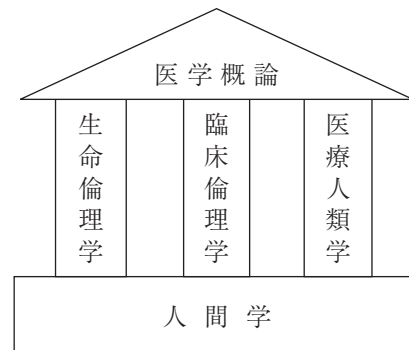 医学概論
生命倫理学
臨床倫理学
医療人類学
人間学